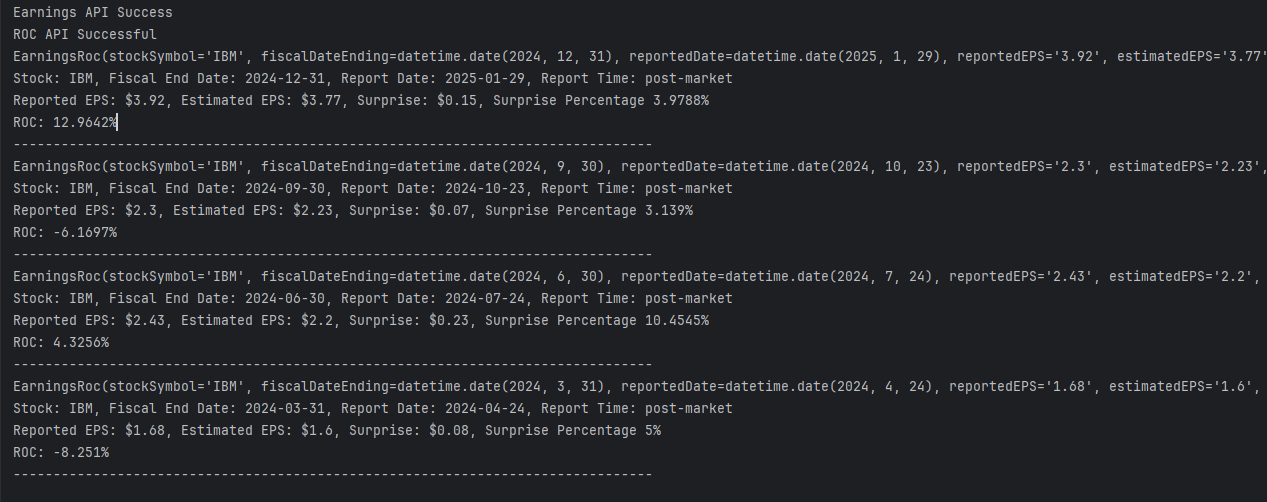 Earnings API Success
ROC API Successful
EarningsRoc(stockSymbol='IBM', fiscalDateEnding=datetime.date(2024, 12, 31), reportedDate=datetime.date(2025, 1, 29), reportedEPS='3.92', estimatedEPS='3.77'
Stock: IBM, Fiscal End Date: 2024-12-31, Report Date: 2025-01-29, Report Time: post-market
Reported EPS: $3.92, Estimated EPS: $3.77, Surprise: $0.15, Surprise Percentage 3.9788%
ROC: 12.9642%
--------------------------------------------------------------------------------
EarningsRoc(stockSymbol='IBM', fiscalDateEnding=datetime.date(2024, 9, 30), reportedDate=datetime.date(2024, 10, 23), reportedEPS='2.3', estimatedEPS='2.23',
Stock: IBM, Fiscal End Date: 2024-09-30, Report Date: 2024-10-23, Report Time: post-market
Reported EPS: $2.3, Estimated EPS: $2.23, Surprise: $0.07, Surprise Percentage 3.139%
ROC: -6.1697%
--------------------------------------------------------------------------------
EarningsRoc(stockSymbol='IBM', fiscalDateEnding=datetime.date(2024, 6, 30), reportedDate=datetime.date(2024, 7, 24), reportedEPS='2.43', estimatedEPS='2.2',
Stock: IBM, Fiscal End Date: 2024-06-30, Report Date: 2024-07-24, Report Time: post-market
Reported EPS: $2.43, Estimated EPS: $2.2, Surprise: $0.23, Surprise Percentage 10.4545%
ROC: 4.3256%
--------------------------------------------------------------------------------
EarningsRoc(stockSymbol='IBM', fiscalDateEnding=datetime.date(2024, 3, 31), reportedDate=datetime.date(2024, 4, 24), reportedEPS='1.68', estimatedEPS='1.6',
Stock: IBM, Fiscal End Date: 2024-03-31, Report Date: 2024-04-24, Report Time: post-market
Reported EPS: $1.68, Estimated EPS: $1.6, Surprise: $0.08, Surprise Percentage 5%
ROC: -8.251%
--------------------------------------------------------------------------------